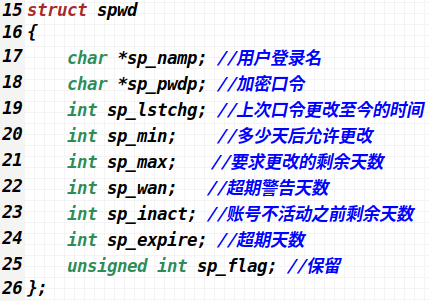 15 struct spwd
16 {
17     char *sp_namp; //用户登录名
18     char *sp_pwdp; //加密口令
19     int sp_lstchg; //上次口令更改至今的时间
20     int sp_min;    //多少天后允许更改
21     int sp_max;    //要求更改的剩余天数
22     int sp_wan;   //超期警告天数
23     int sp_inact; //账号不活动之前剩余天数
24     int sp_expire; //超期天数
25     unsigned int sp_flag; //保留
26 };